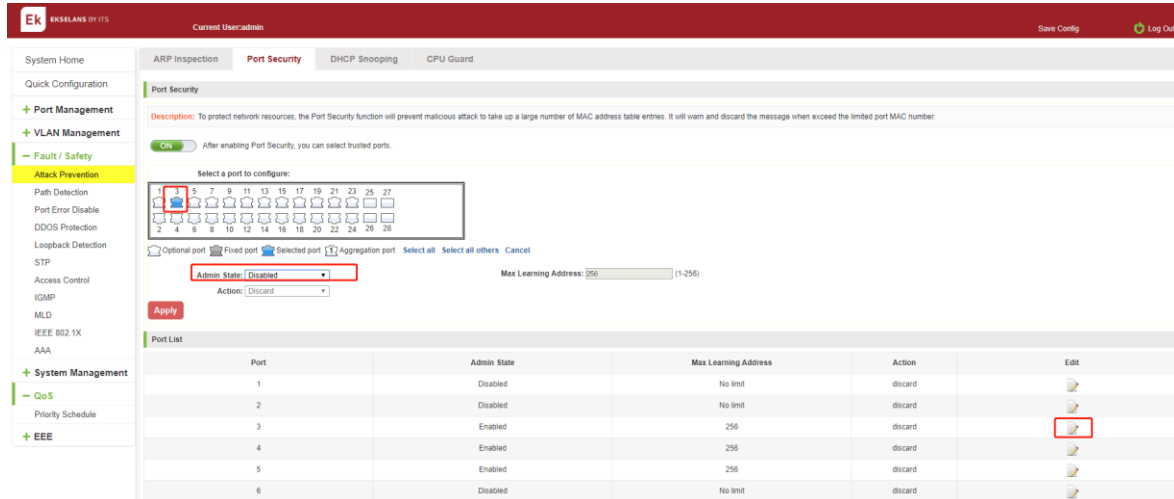 Ek EKSELANS BY ITS
Current User:admin
Save Config
Log Out
System Home
Quick Configuration
Port Management
VLAN Management
Fault / Safety
Attack Prevention
Path Detection
Port Error Disable
DDOS Protection
Loopback Detection
STP
Access Control
IGMP
MLD
IEEE 802.1X
AAA
System Management
QoS
Priority Schedule
EEE
ARP Inspection Port Security DHCP Snooping CPU Guard
Port Security
Description: To protect network resources, the Port Security function will prevent malicious attack to take up a large number of MAC address table entries. It will warn and discard the message when exceed the limited port MAC number.
ON After enabling Port Security, you can select trusted ports.
Select a port to configure:
1 3 5 7 9 11 13 15 17 19 21 23 25 27
2 4 6 8 10 12 14 16 18 20 22 24 26 28
Optional port Fixed port Selected port 1 Aggregation port Select all Select all others Cancel
Admin State: Disabled Max Learning Address: 256 (1-256)
Action: Discard
Apply
Port List
Port Admin State Max Learning Address Action Edit
1 Disabled No limit discard
2 Disabled No limit discard
3 Enabled 256 discard
4 Enabled 256 discard
5 Enabled 256 discard
6 Disabled No limit discard